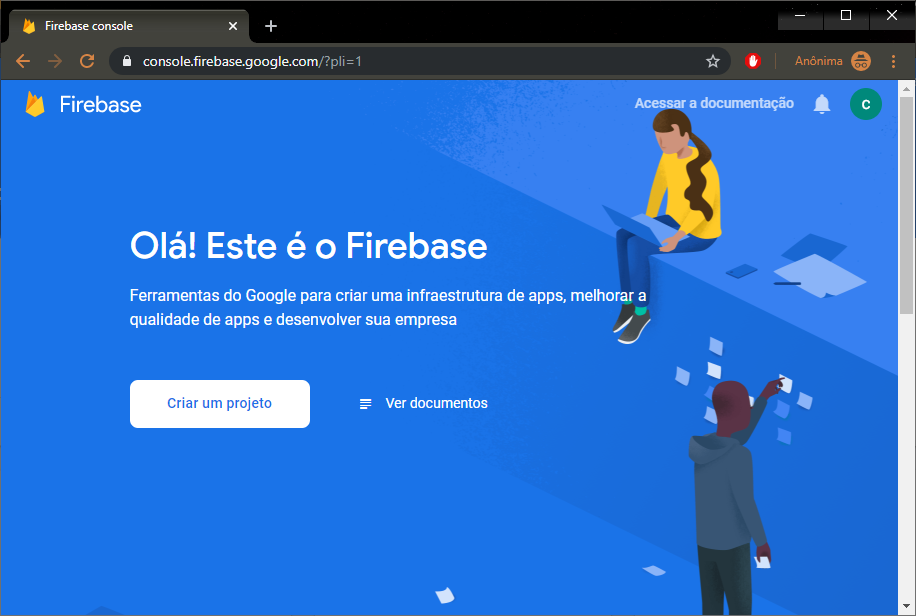 Firebase console
console.firebase.google.com/?pli=1
Anônima
Firebase
Acessar a documentação
C
Olá! Este é o Firebase
Ferramentas do Google para criar uma infraestrutura de apps, melhorar a
qualidade de apps e desenvolver sua empresa
Criar um projeto
Ver documentos